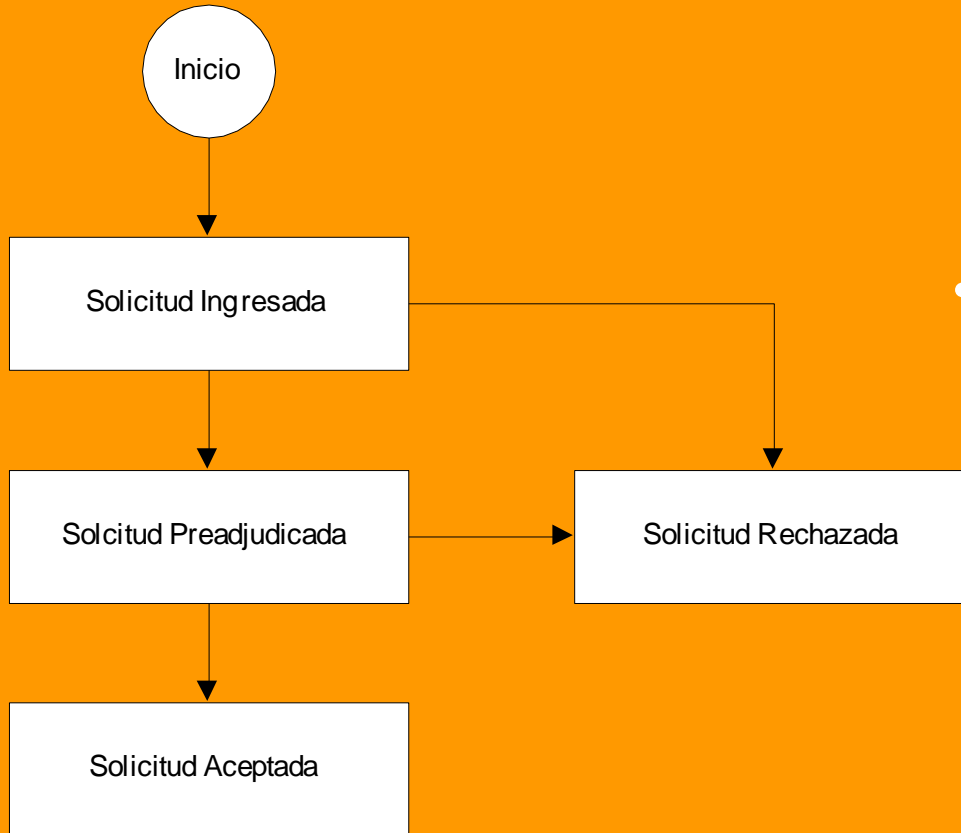 Inicio
Solicitud Ingresada
Solcitud Preadjudicada
Solicitud Rechazada
Solicitud Aceptada